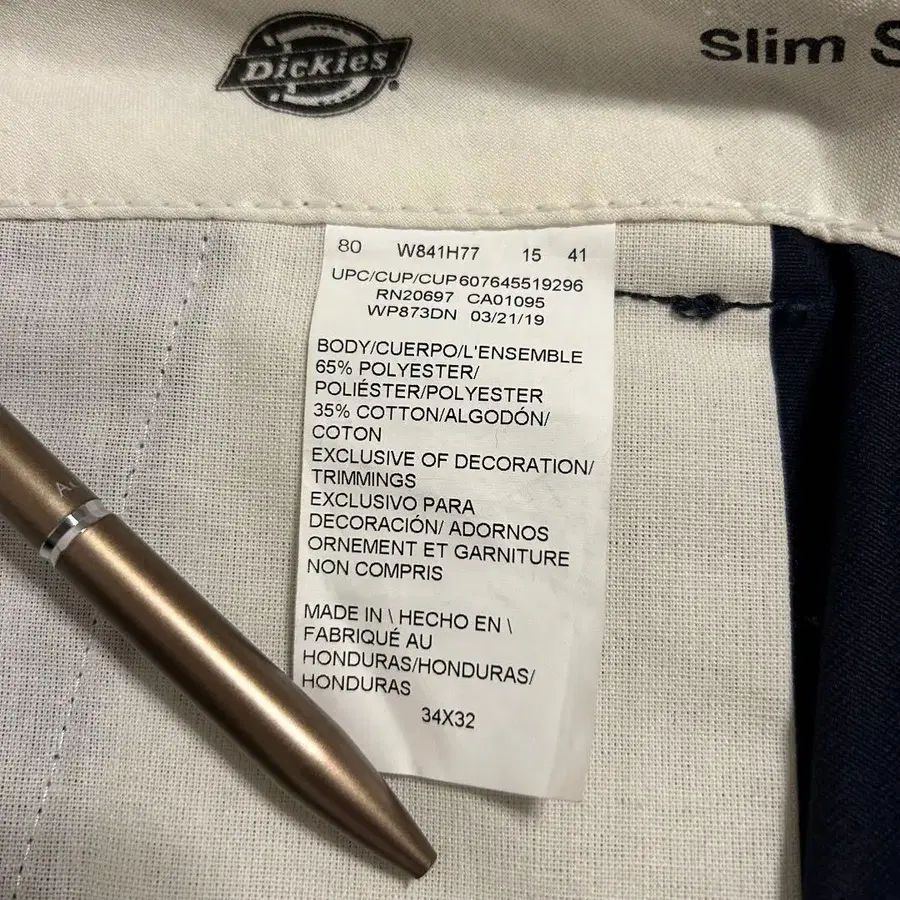 Dickies
Slim S
80 W841H77 15 41
UPC/CUP/CUP607645519296
RN20697 CA01095
WP873DN 03/21/19
BODY/CUERPO/L'ENSEMBLE
65% POLYESTER/
POLIÉSTER/POLYESTER
35% COTTON/ALGODÓN/
COTON
EXCLUSIVE OF DECORATION/
TRIMMINGS
EXCLUSIVO PARA
DECORACIÓN/ ADORNOS
ORNEMENT ET GARNITURE
NON COMPRIS
MADE IN \ HECHO EN \
FABRIQUÉ AU
HONDURAS/HONDURAS/
HONDURAS
34X32